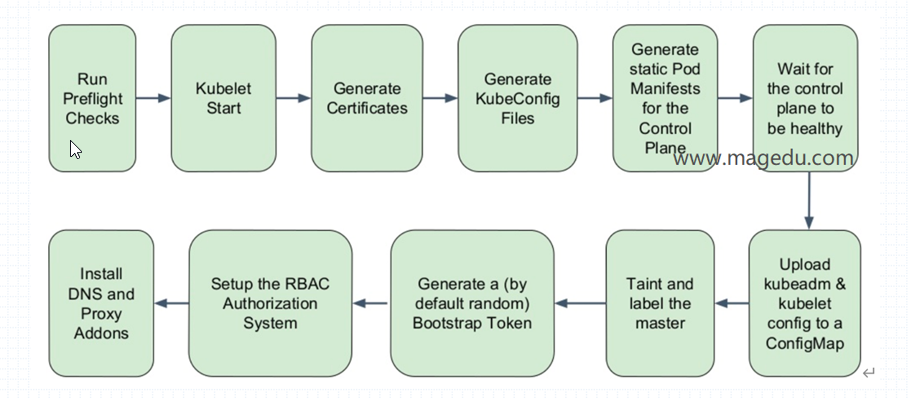 Run
Preflight
Checks
Kubelet
Start
Generate
Certificates
Generate
KubeConfig
Files
Generate
static Pod
Manifests
for the
Control
Plane
Wait for
the control
plane to
be healthy
www.magedu.com
Install
DNS and
Proxy
Addons
Setup the RBAC
Authorization
System
Generate a (by
default random)
Bootstrap Token
Taint and
label the
master
Upload
kubeadm &
kubelet
config to a
ConfigMap